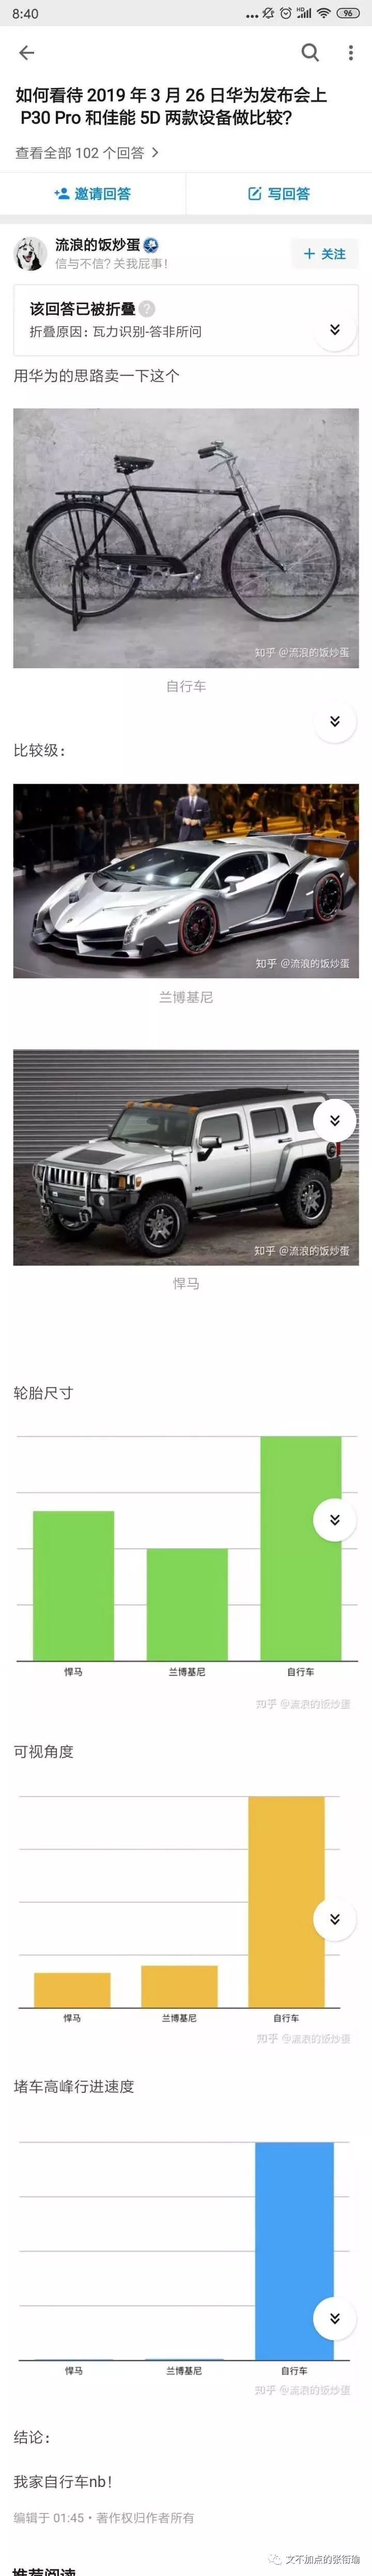 8:40
HD
96
如何看待 2019 年 3 月 26 日华为发布会上
P30 Pro 和佳能 5D 两款设备做比较?
查看全部 102 个回答
邀请回答
写回答
流浪的饭炒蛋
信与不信? 关我屁事!
+ 关注
该回答已被折叠 ?
折叠原因: 瓦力识别-答非所问
用华为的思路卖一下这个
知乎 @流浪的饭炒蛋
自行车
比较级:
知乎 @流浪的饭炒蛋
兰博基尼
知乎 @流浪的饭炒蛋
悍马
轮胎尺寸
悍马 兰博基尼 自行车
知乎 @流浪的饭炒蛋
可视角度
悍马 兰博基尼 自行车
知乎 @流浪的饭炒蛋
堵车高峰行进速度
悍马 兰博基尼 自行车
知乎 @流浪的饭炒蛋
结论:
我家自行车nb!
编辑于 01:45・著作权归作者所有
文不加点的张衔瑜
推荐阅读